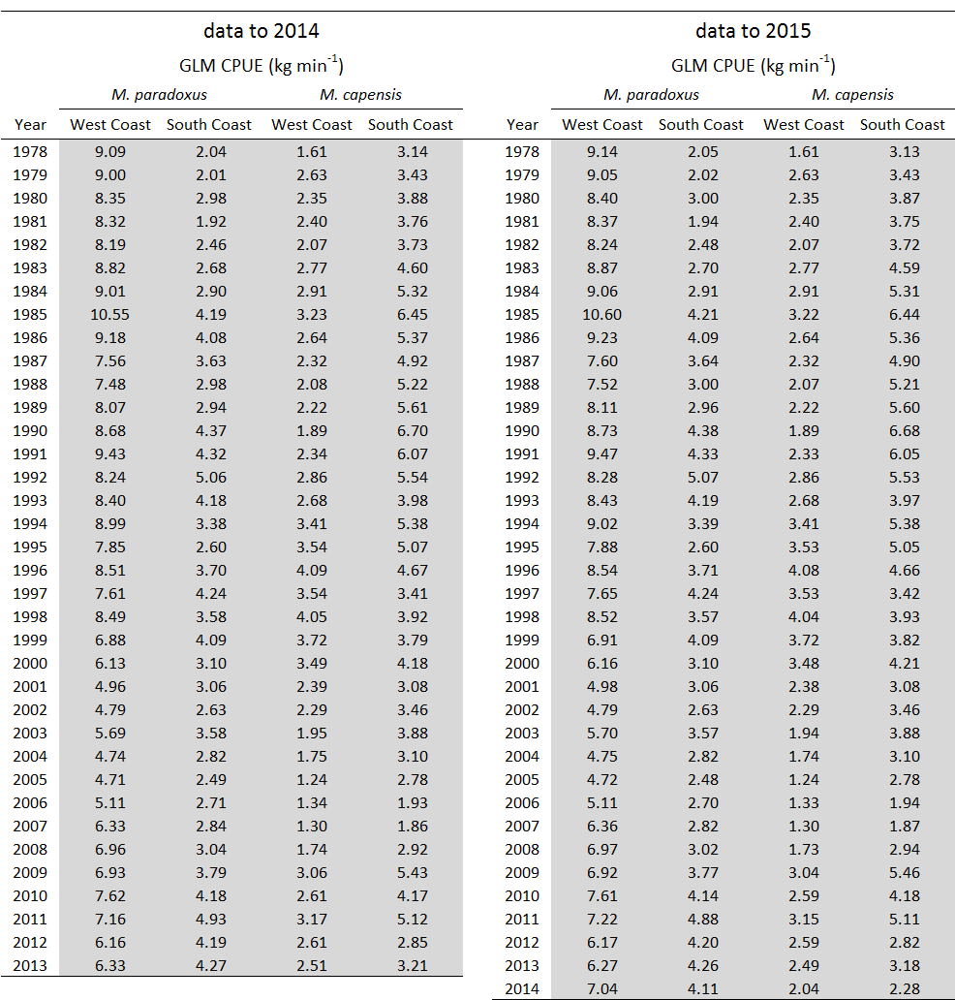 data to 2014 data to 2015
GLM CPUE (kg min-1) GLM CPUE (kg min-1)
M. paradoxus M. capensis M. paradoxus M. capensis
Year West Coast South Coast West Coast South Coast Year West Coast South Coast West Coast South Coast
1978 9.09 2.04 1.61 3.14 1978 9.14 2.05 1.61 3.13
1979 9.00 2.01 2.63 3.43 1979 9.05 2.02 2.63 3.43
1980 8.35 2.98 2.35 3.88 1980 8.40 3.00 2.35 3.87
1981 8.32 1.92 2.40 3.76 1981 8.37 1.94 2.40 3.75
1982 8.19 2.46 2.07 3.73 1982 8.24 2.48 2.07 3.72
1983 8.82 2.68 2.77 4.60 1983 8.87 2.70 2.77 4.59
1984 9.01 2.90 2.91 5.32 1984 9.06 2.91 2.91 5.31
1985 10.55 4.19 3.23 6.45 1985 10.60 4.21 3.22 6.44
1986 9.18 4.08 2.64 5.37 1986 9.23 4.09 2.64 5.36
1987 7.56 3.63 2.32 4.92 1987 7.60 3.64 2.32 4.90
1988 7.48 2.98 2.08 5.22 1988 7.52 3.00 2.07 5.21
1989 8.07 2.94 2.22 5.61 1989 8.11 2.96 2.22 5.60
1990 8.68 4.37 1.89 6.70 1990 8.73 4.38 1.89 6.68
1991 9.43 4.32 2.34 6.07 1991 9.47 4.33 2.33 6.05
1992 8.24 5.06 2.86 5.54 1992 8.28 5.07 2.86 5.53
1993 8.40 4.18 2.68 3.98 1993 8.43 4.19 2.68 3.97
1994 8.99 3.38 3.41 5.38 1994 9.02 3.39 3.41 5.38
1995 7.85 2.60 3.54 5.07 1995 7.88 2.60 3.53 5.05
1996 8.51 3.70 4.09 4.67 1996 8.54 3.71 4.08 4.66
1997 7.61 4.24 3.54 3.41 1997 7.65 4.24 3.53 3.42
1998 8.49 3.58 4.05 3.92 1998 8.52 3.57 4.04 3.93
1999 6.88 4.09 3.72 3.79 1999 6.91 4.09 3.72 3.82
2000 6.13 3.10 3.49 4.18 2000 6.16 3.10 3.48 4.21
2001 4.96 3.06 2.39 3.08 2001 4.98 3.06 2.38 3.08
2002 4.79 2.63 2.29 3.46 2002 4.79 2.63 2.29 3.46
2003 5.69 3.58 1.95 3.88 2003 5.70 3.57 1.94 3.88
2004 4.74 2.82 1.75 3.10 2004 4.75 2.82 1.74 3.10
2005 4.71 2.49 1.24 2.78 2005 4.72 2.48 1.24 2.78
2006 5.11 2.71 1.34 1.93 2006 5.11 2.70 1.33 1.94
2007 6.33 2.84 1.30 1.86 2007 6.36 2.82 1.30 1.87
2008 6.96 3.04 1.74 2.92 2008 6.97 3.02 1.73 2.94
2009 6.93 3.79 3.06 5.43 2009 6.92 3.77 3.04 5.46
2010 7.62 4.18 2.61 4.17 2010 7.61 4.14 2.59 4.18
2011 7.16 4.93 3.17 5.12 2011 7.22 4.88 3.15 5.11
2012 6.16 4.19 2.61 2.85 2012 6.17 4.20 2.59 2.82
2013 6.33 4.27 2.51 3.21 2013 6.27 4.26 2.49 3.18
2014 7.04 4.11 2.04 2.28